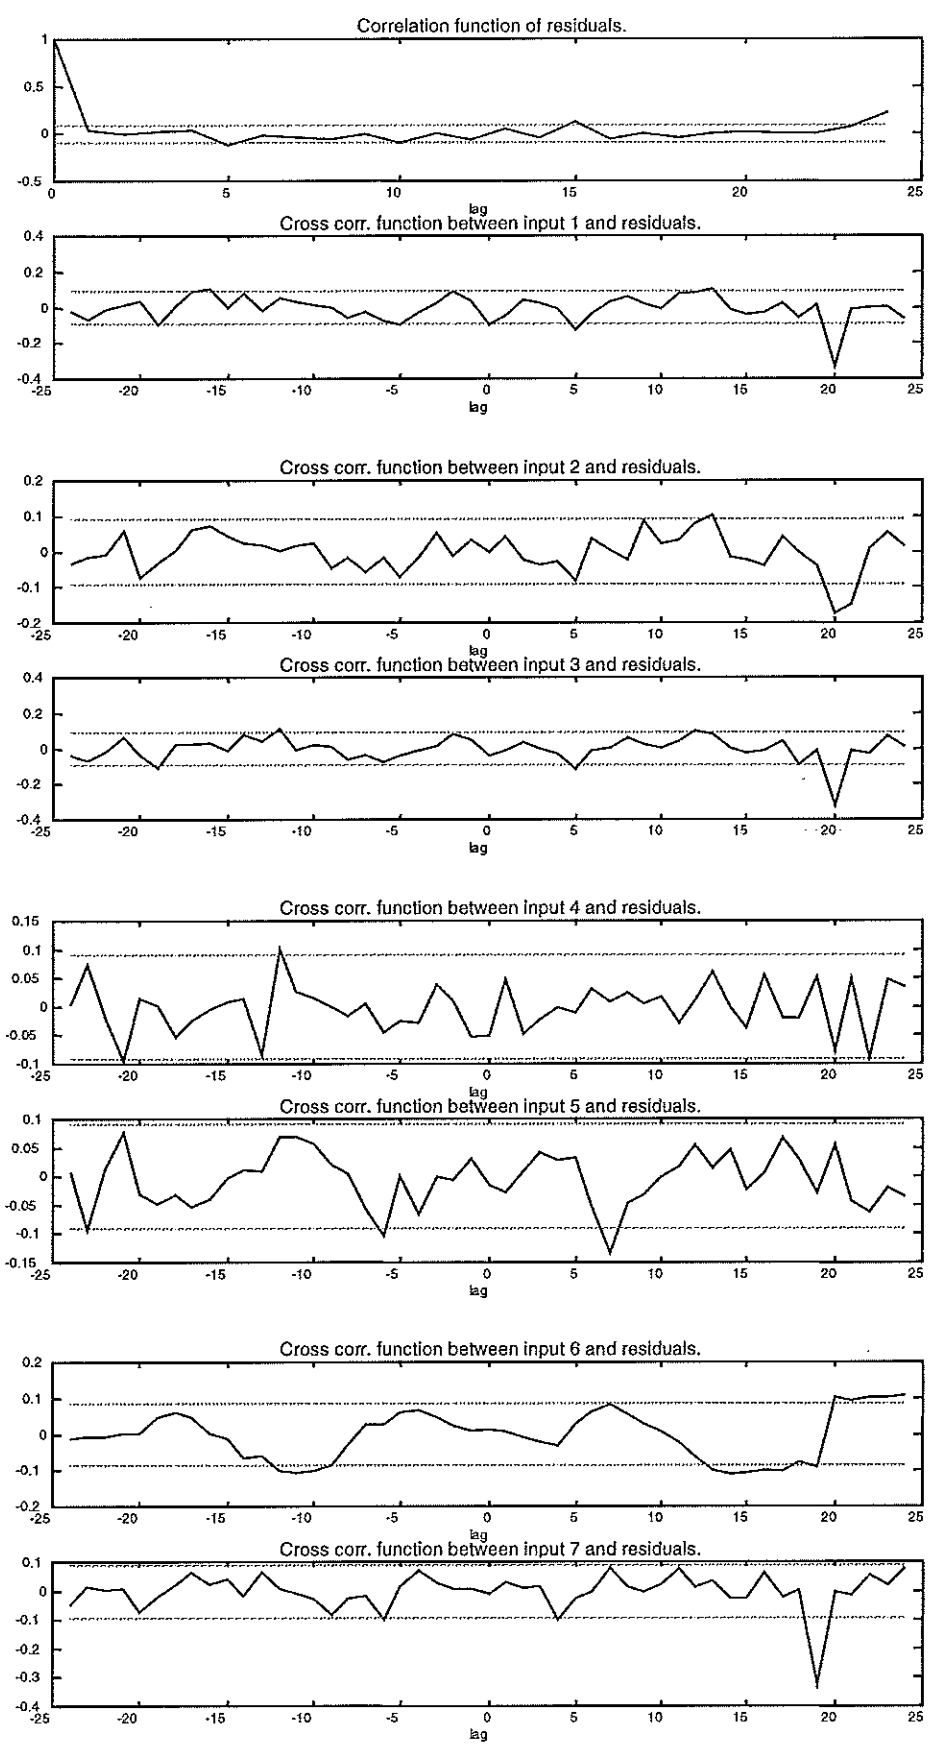 Correlation function of residuals.
1
0.5
0
-0.5
0 5 10 15 20 25
lag
Cross corr. function between input 1 and residuals.
0.4
0.2
0
-0.2
-0.4
-25 -20 -15 -10 -5 0 5 10 15 20 25
lag
Cross corr. function between input 2 and residuals.
0.2
0.1
0
-0.1
-0.2
-25 -20 -15 -10 -5 0 5 10 15 20 25
lag
Cross corr. function between input 3 and residuals.
0.4
0.2
0
-0.2
-0.4
-25 -20 -15 -10 -5 0 5 10 15 20 25
lag
Cross corr. function between input 4 and residuals.
0.15
0.1
0.05
0
-0.05
-0.1
-25 -20 -15 -10 -5 0 5 10 15 20 25
lag
Cross corr. function between input 5 and residuals.
0.1
0.05
0
-0.05
-0.1
-0.15
-25 -20 -15 -10 -5 0 5 10 15 20 25
lag
Cross corr. function between input 6 and residuals.
0.2
0.1
0
-0.1
-0.2
-25 -20 -15 -10 -5 0 5 10 15 20 25
lag
Cross corr. function between input 7 and residuals.
0.1
0
-0.1
-0.2
-0.3
-0.4
-25 -20 -15 -10 -5 0 5 10 15 20 25
lag